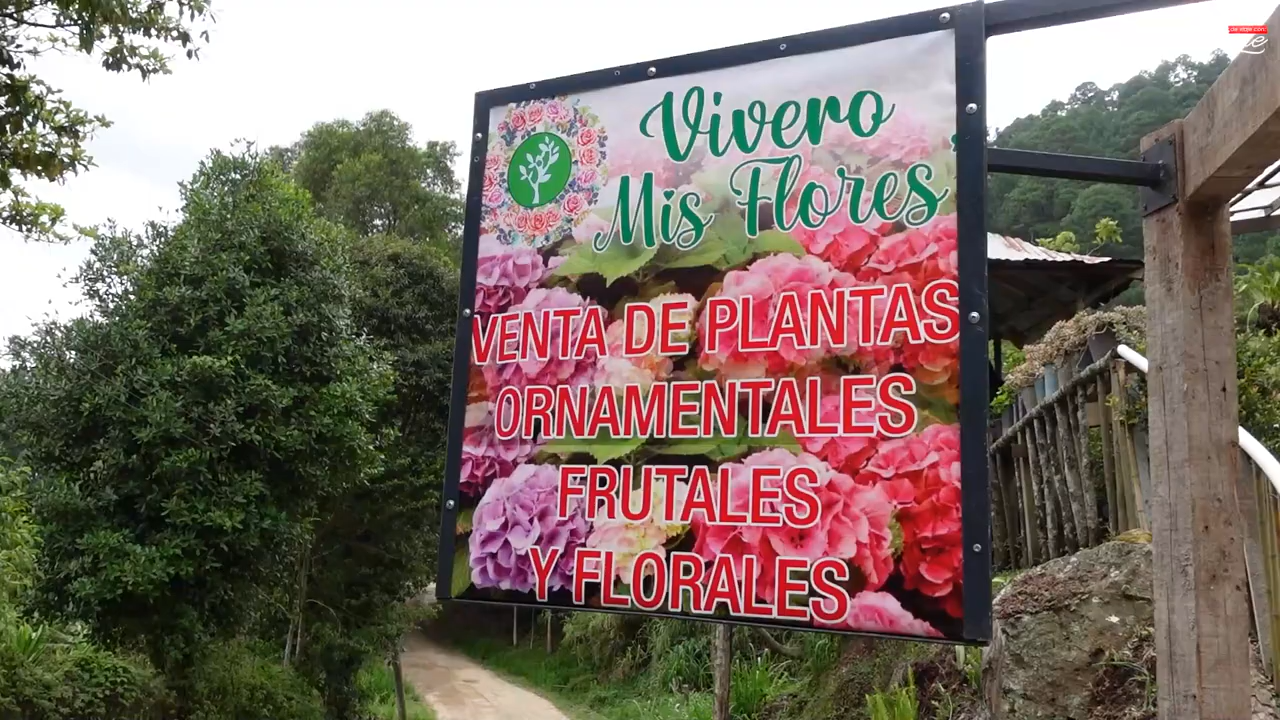 Vivero
Mis Flores
VENTA DE PLANTAS
ORNAMENTALES
FRUTALES
Y FLORALES